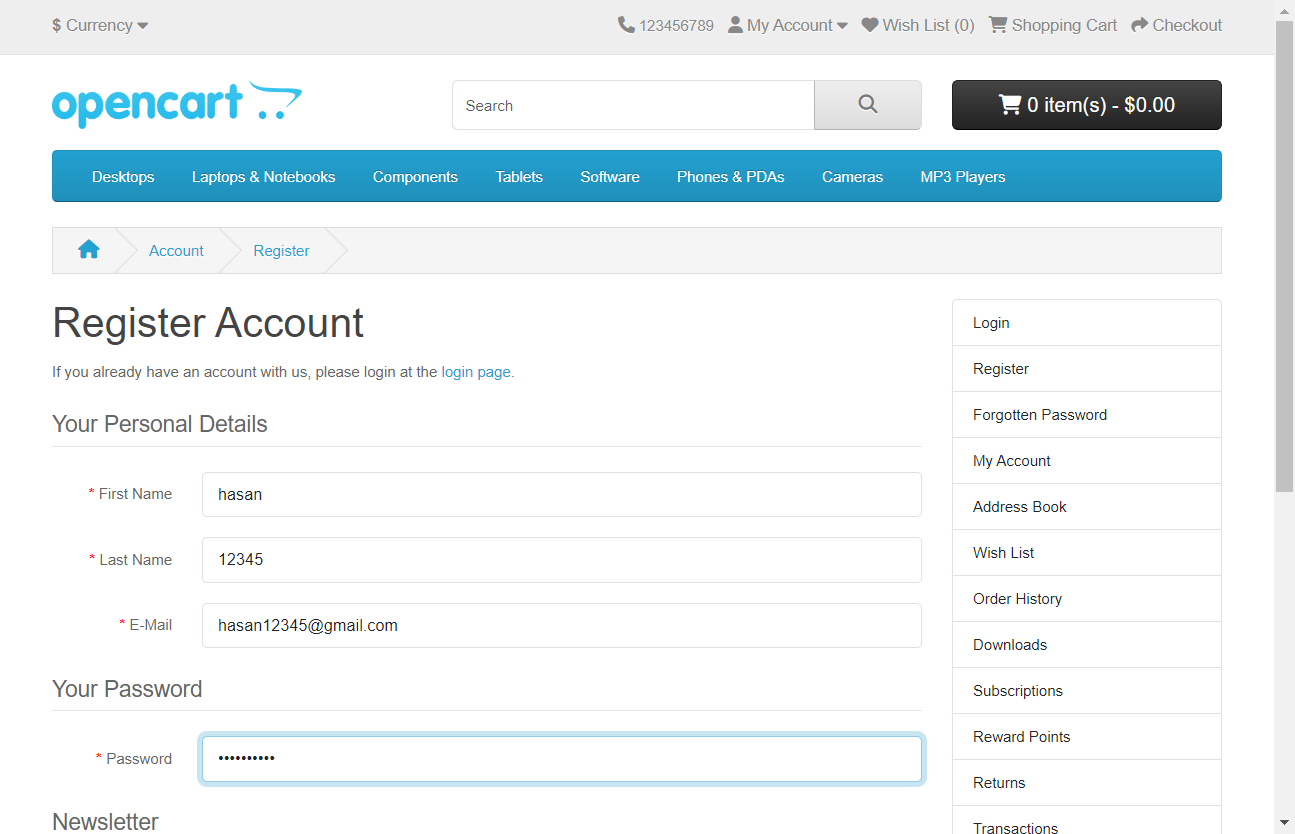 $ Currency 123456789 My Account Wish List (0) Shopping Cart Checkout
opencart Search 0 item(s) - $0.00
Desktops Laptops & Notebooks Components Tablets Software Phones & PDAs Cameras MP3 Players
Account Register
Register Account
If you already have an account with us, please login at the login page.
Your Personal Details
* First Name hasan
* Last Name 12345
* E-Mail hasan12345@gmail.com
Your Password
* Password ••••••••••
Newsletter
Login
Register
Forgotten Password
My Account
Address Book
Wish List
Order History
Downloads
Subscriptions
Reward Points
Returns
Transactions